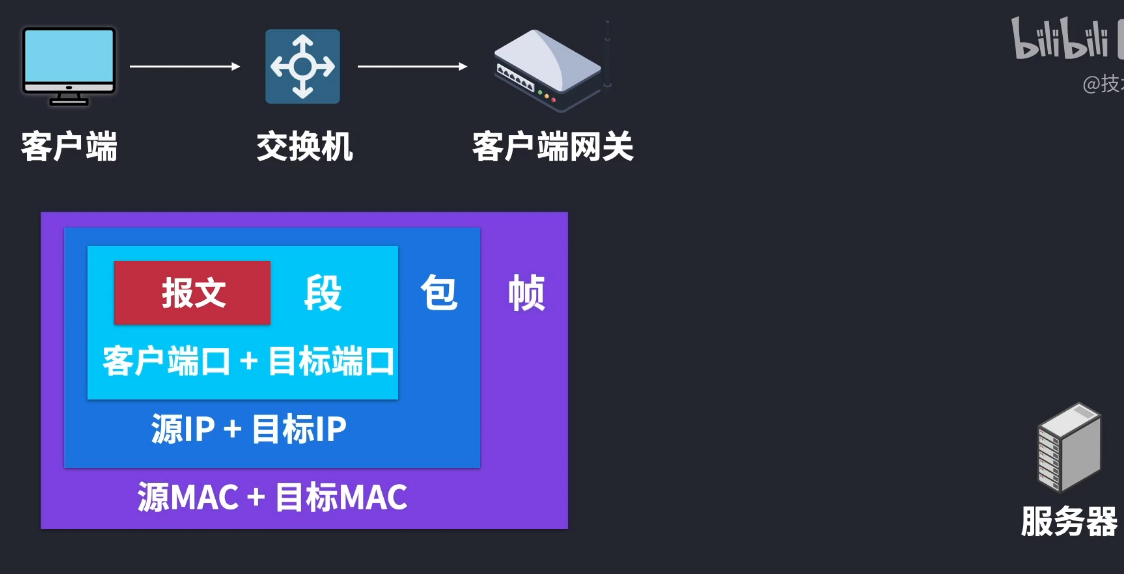 bilibili
@技
客户端
交换机
客户端网关
报文
段
包
帧
客户端口 + 目标端口
源IP + 目标IP
源MAC + 目标MAC
服务器